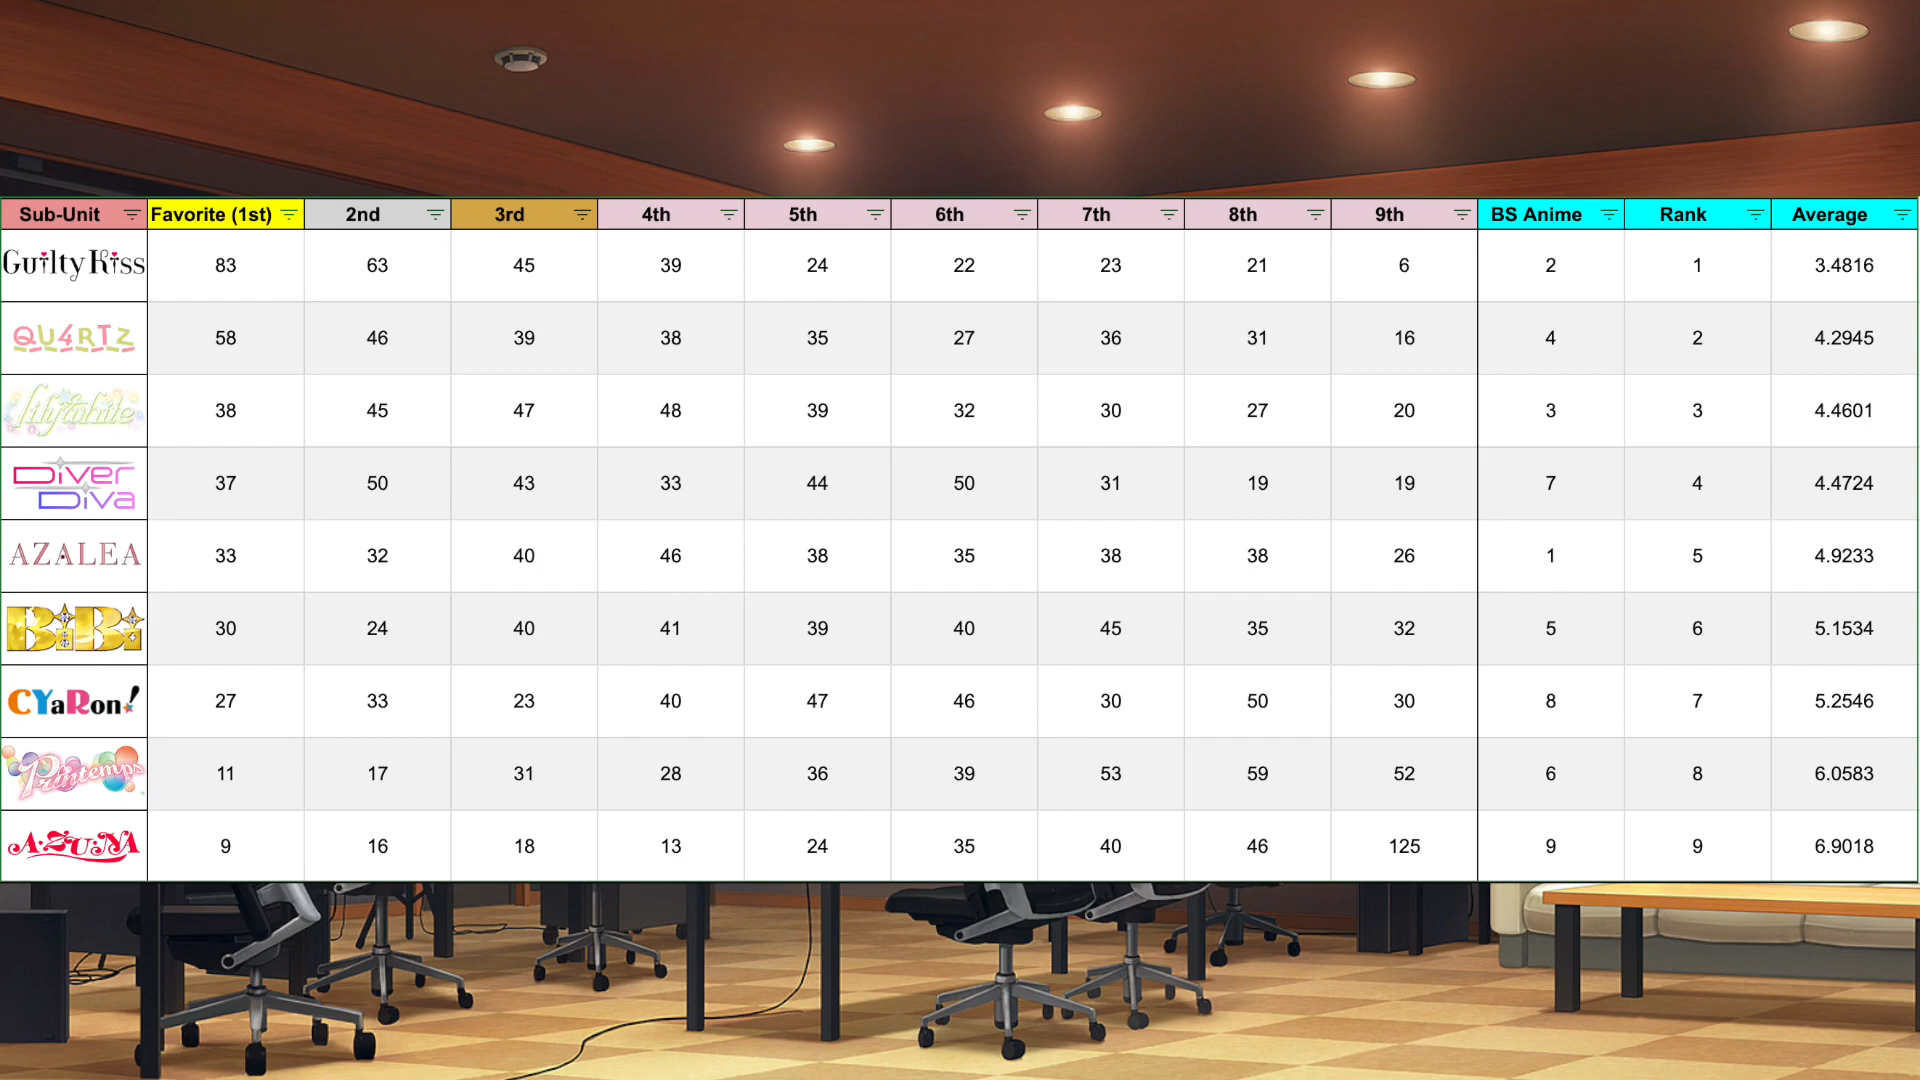 Sub-Unit Favorite (1st) 2nd 3rd 4th 5th 6th 7th 8th 9th BS Anime Rank Average
Guilty Kiss 83 63 45 39 24 22 23 21 6 2 1 3.4816
QU4RTZ 58 46 39 38 35 27 36 31 16 4 2 4.2945
lily white 38 45 47 48 39 32 30 27 20 3 3 4.4601
Diver Diva 37 50 43 33 44 50 31 19 19 7 4 4.4724
AZALEA 33 32 40 46 38 35 38 38 26 1 5 4.9233
BiBi 30 24 40 41 39 40 45 35 32 5 6 5.1534
CYaRon! 27 33 23 40 47 46 30 50 30 8 7 5.2546
Printemps 11 17 31 28 36 39 53 59 52 6 8 6.0583
A・ZU・NA 9 16 18 13 24 35 40 46 125 9 9 6.9018